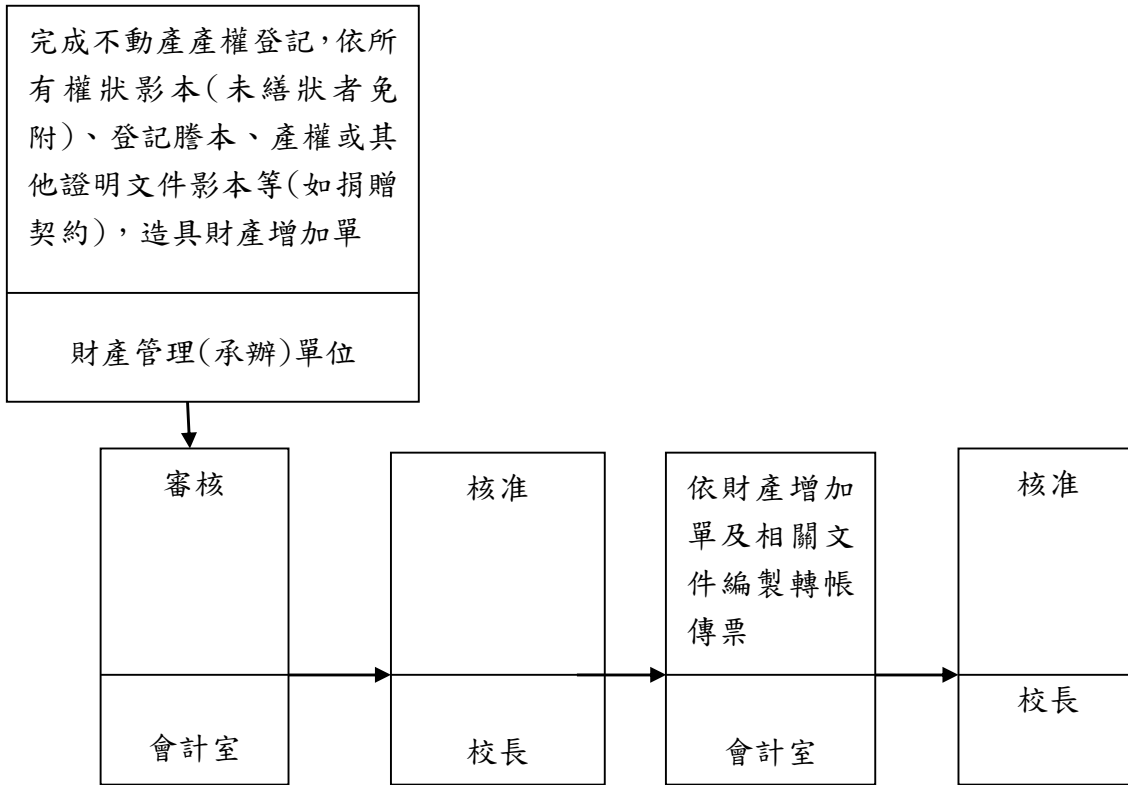 完成不動產產權登記，依所
有權狀影本(未繕狀者免
附)、登記謄本、產權或其
他證明文件影本等(如捐贈
契約)，造具財產增加單
財產管理(承辦)單位
審核
會計室
核准
校長
依財產增加
單及相關文
件編製轉帳
傳票
會計室
核准
校長